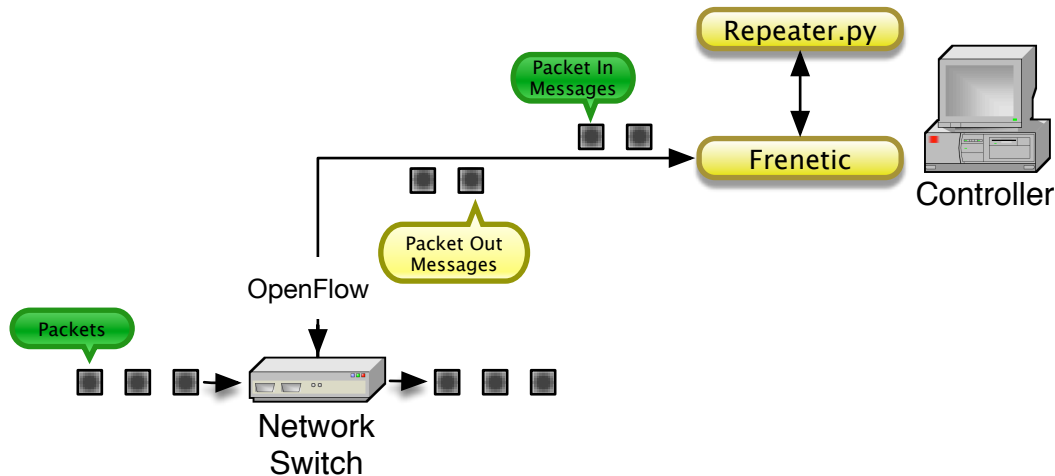 Repeater.py
Packet In
Messages
Frenetic
Controller
Packet Out
Messages
OpenFlow
Packets
Network
Switch